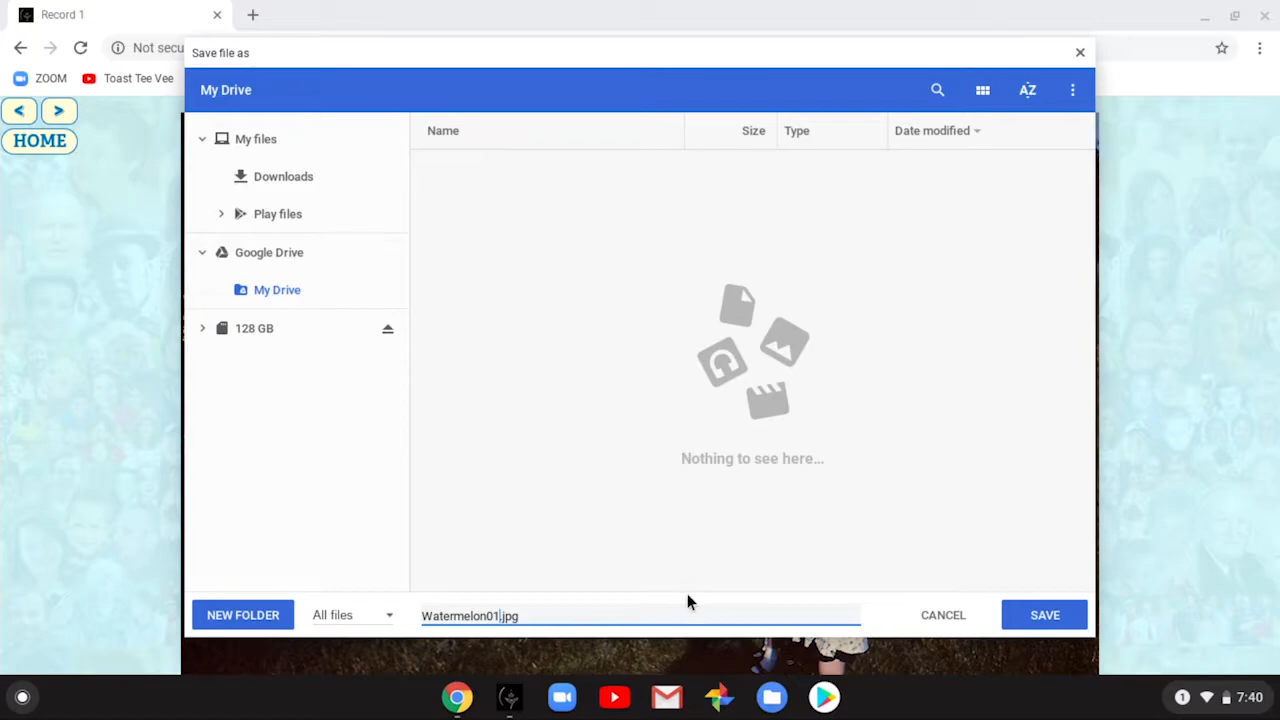 Record 1
Not secu
ZOOM
Toast Tee Vee
< >
HOME
Save file as
My Drive
AZ
Name
Size
Type
Date modified
My files
Downloads
Play files
Google Drive
My Drive
128 GB
Nothing to see here...
NEW FOLDER
All files
Watermelon01.jpg
CANCEL
SAVE
1
7:40